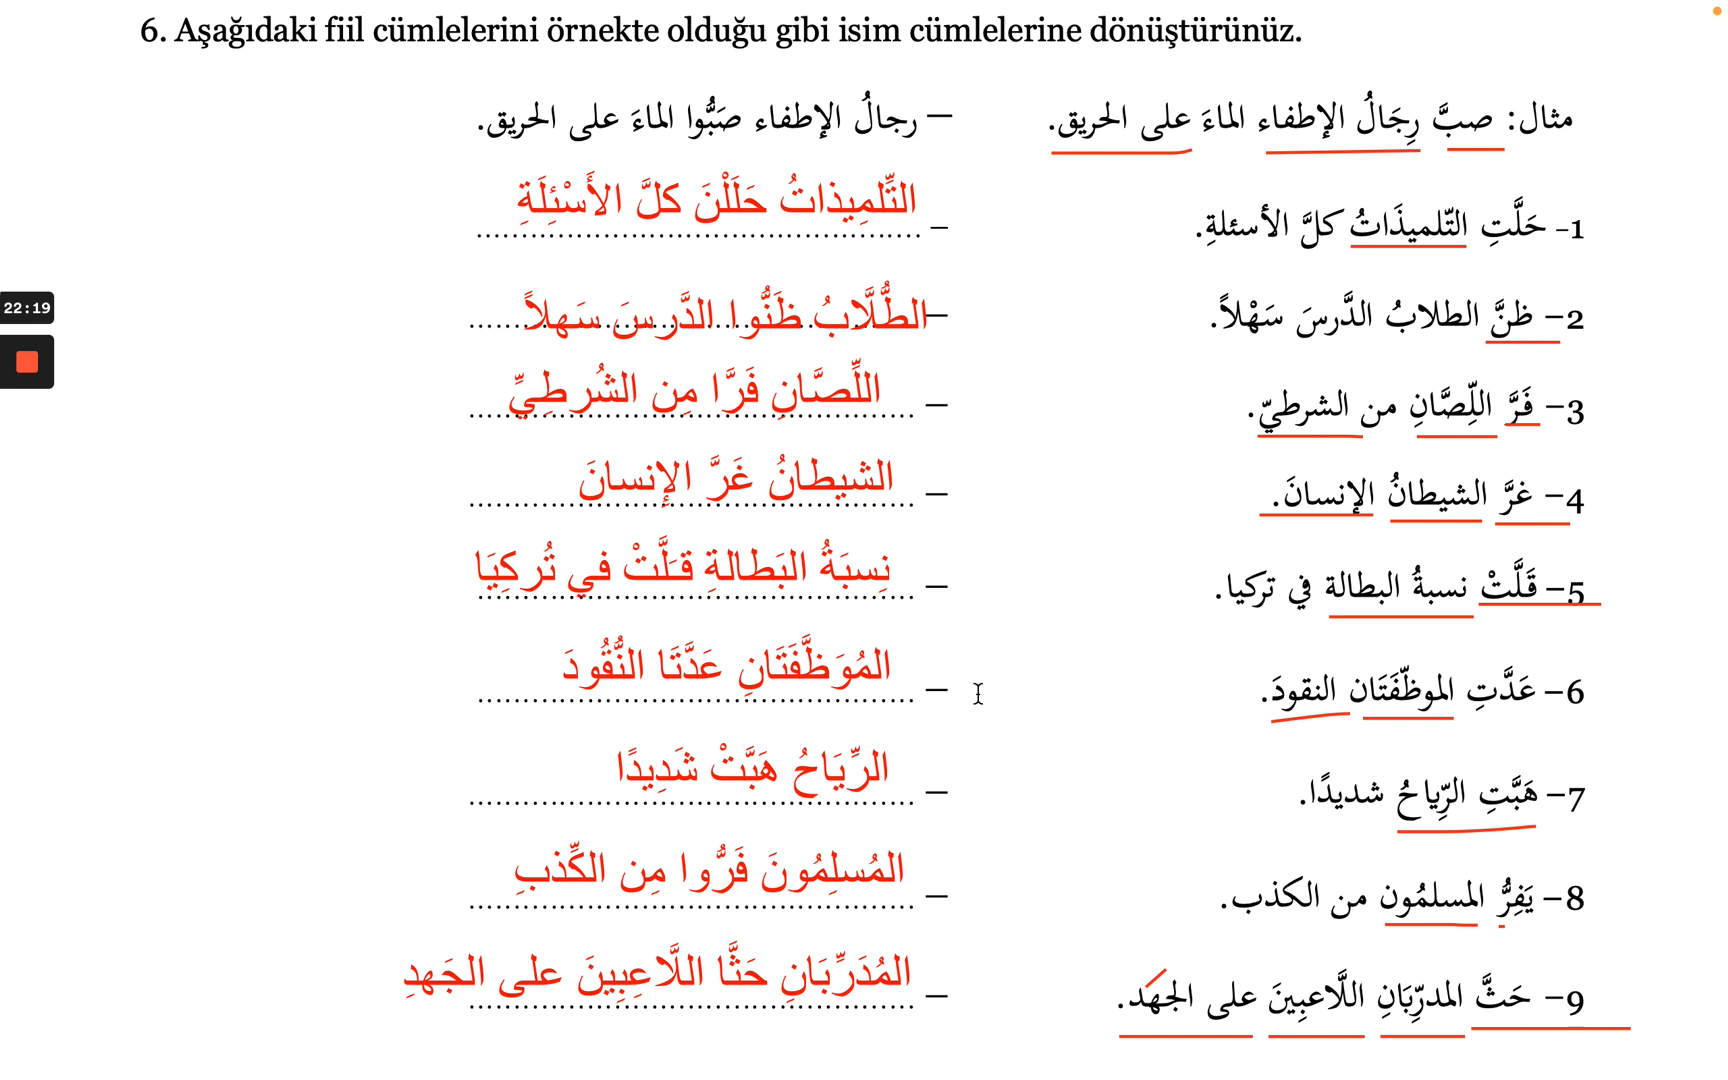 6. Aşağıdaki fiil cümlelerini örnekte olduğu gibi isim cümlelerine dönüştürünüz.
مثال: صبَّ رِجَالُ الإطفاء الماءَ على الحريق. – رجالُ الإطفاء صَبُّوا الماءَ على الحريق.
1- حَلَّتِ التّلميذَاتُ كلَّ الأسئلةِ. – التِّلمِيذاتُ حَلَلْنَ كلَّ الأَسْئِلَةِ
2– ظنَّ الطلابُ الدَّرسَ سَهْلاً. – الطُّلَّابُ ظَنُّوا الدَّرسَ سَهلاً
3– فَرَّ اللِّصَّانِ من الشرطيّ. – اللِّصَّانِ فَرَّا مِن الشُرطِيِّ
4– غرَّ الشيطانُ الإنسانَ. – الشيطانُ غَرَّ الإنسانَ
22:19
5– قَلَّتْ نسبةُ البطالة في تركيا. – نِسبَةُ البَطالةِ قَلَّتْ في تُركِيَا
6– عَدَّتِ الموظّفَتَان النقودَ. – المُوَظَّفَتَانِ عَدَّتَا النُّقُودَ
7– هَبَّتِ الرِّياحُ شديدًا. – الرِّيَاحُ هَبَّتْ شَدِيدًا
8– يَفِرُّ المسلمُون من الكذب. – المُسلِمُونَ فَرُّوا مِن الكِّذبِ
9– حَثَّ المدرِّبَانِ اللَّاعبِينَ على الجهد. – المُدَرِّبَانِ حَثَّا اللَّاعِبِينَ على الجَهدِ